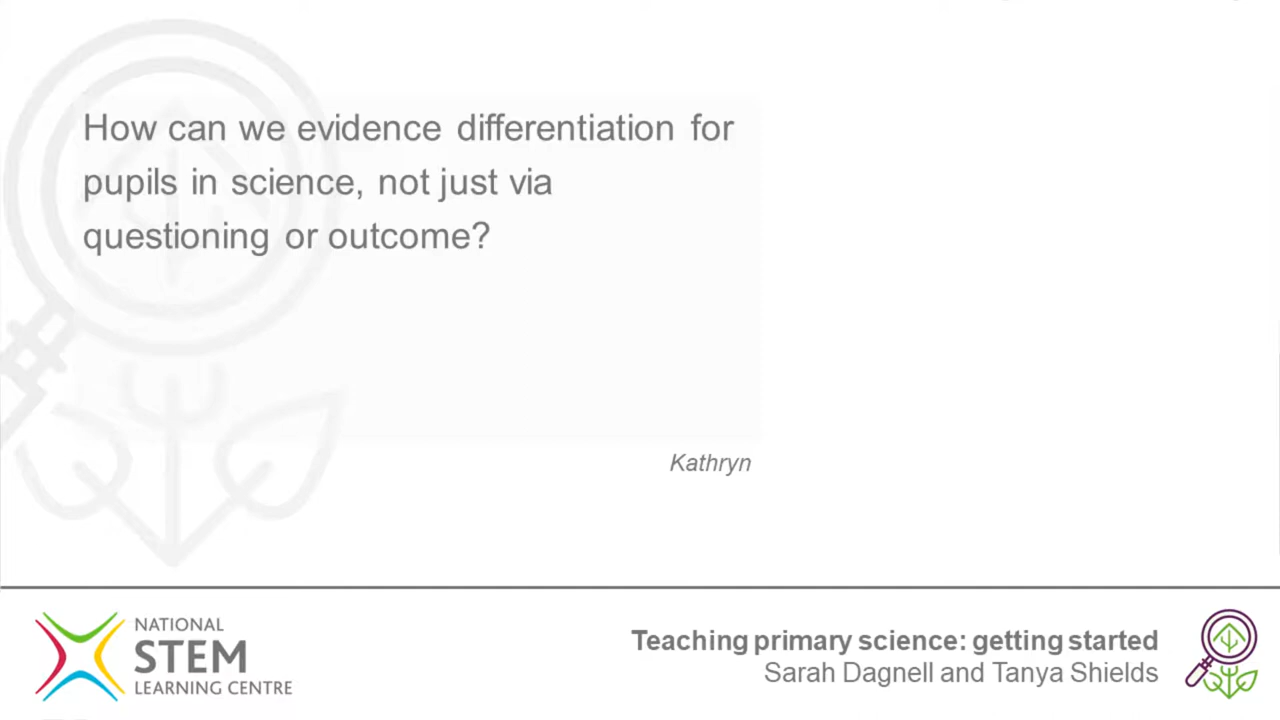 How can we evidence differentiation for
pupils in science, not just via
questioning or outcome?
Kathryn
NATIONAL
STEM
LEARNING CENTRE
Teaching primary science: getting started
Sarah Dagnell and Tanya Shields